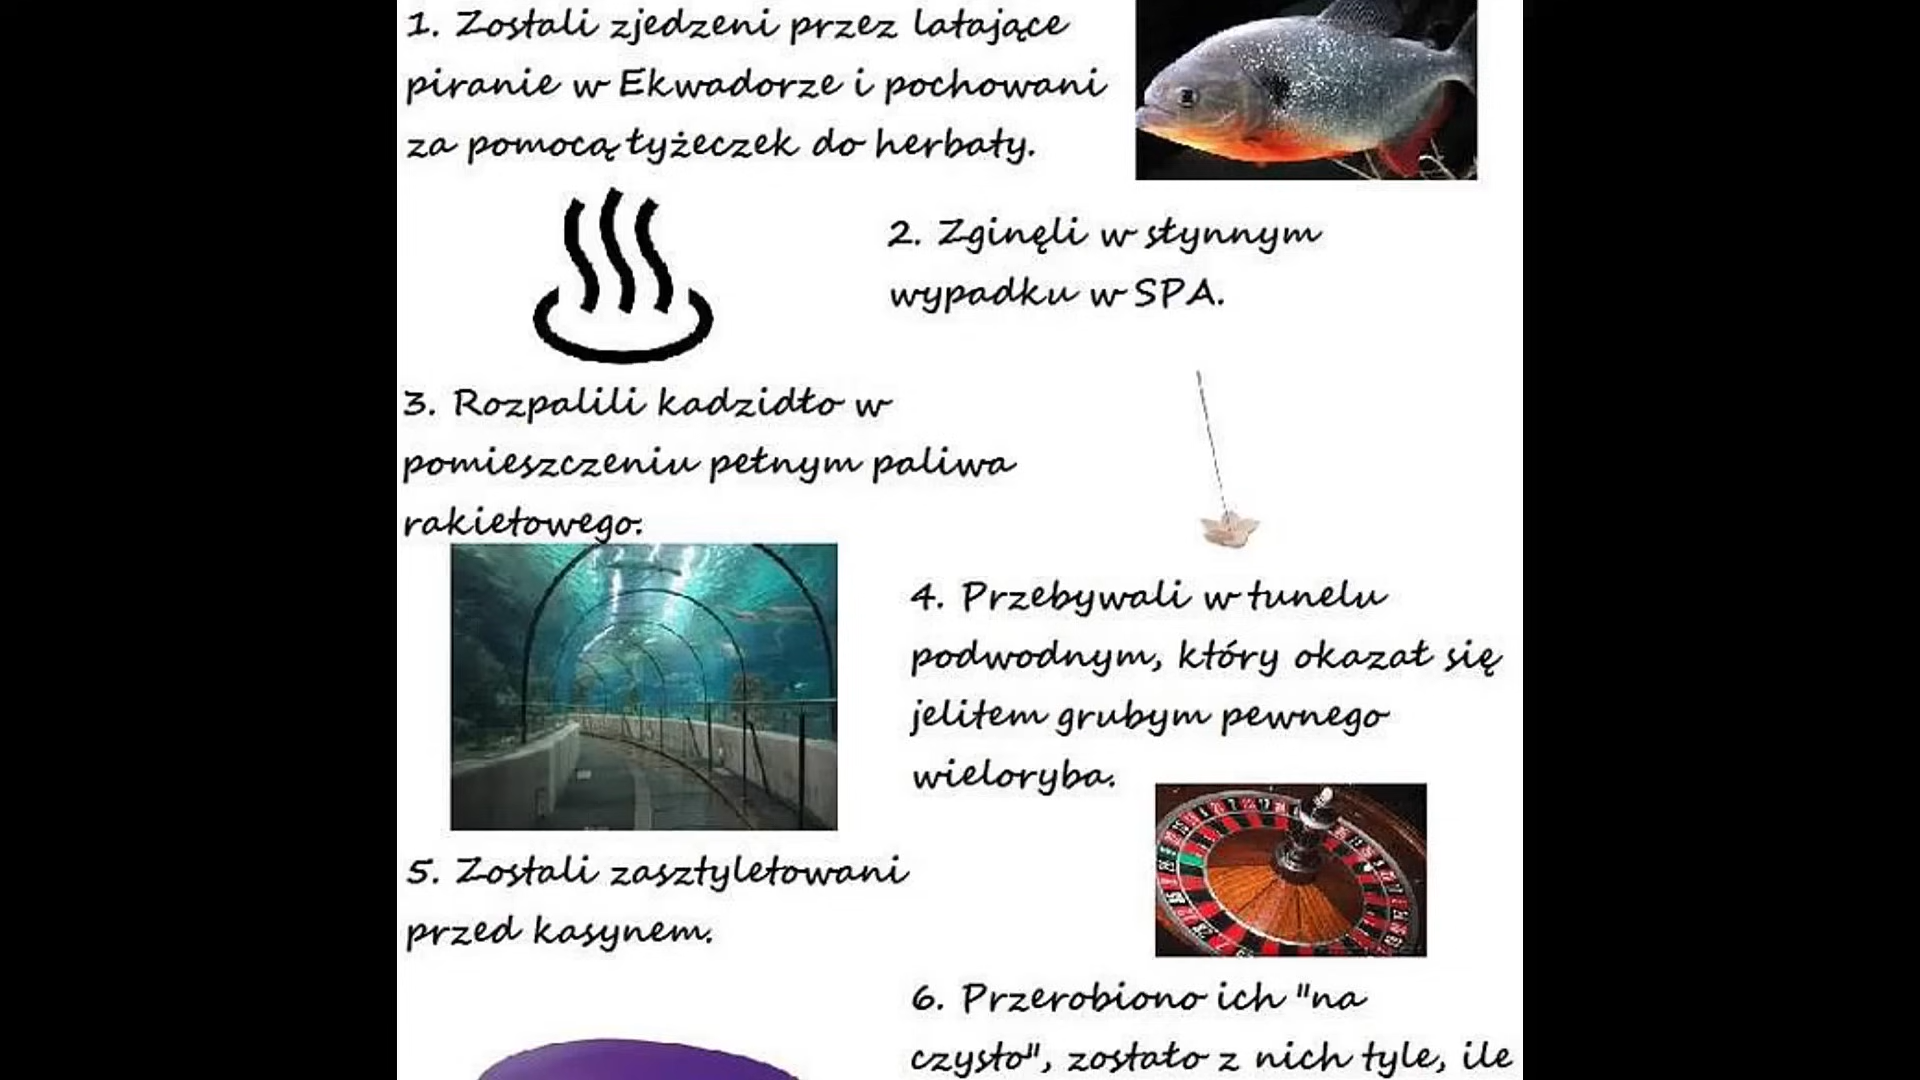 1. Zostali zjedzeni przez latające
piranie w Ekwadorze i pochowani
za pomocą łyżeczek do herbaty.
2. Zginęli w słynnym
wypadku w SPA.
3. Rozpalili kadzidło w
pomieszczeniu pełnym paliwa
rakietowego.
4. Przebywali w tunelu
podwodnym, który okazał się
jelitem grubym pewnego
wieloryba.
5. Zostali zasztyletowani
przed kasynem.
6. Przerobiono ich "na
czysto", zostało z nich tyle, ile